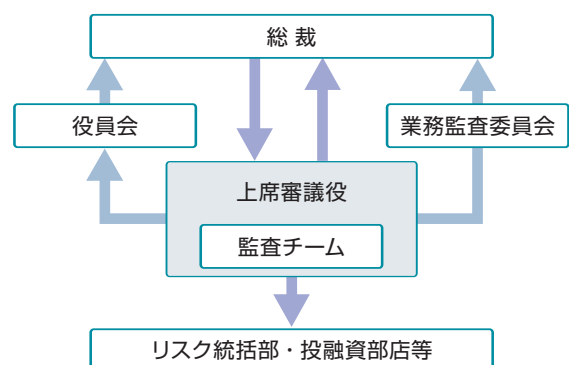 総 裁
役員会
業務監査委員会
上席審議役
監査チーム
リスク統括部・投融資部店等